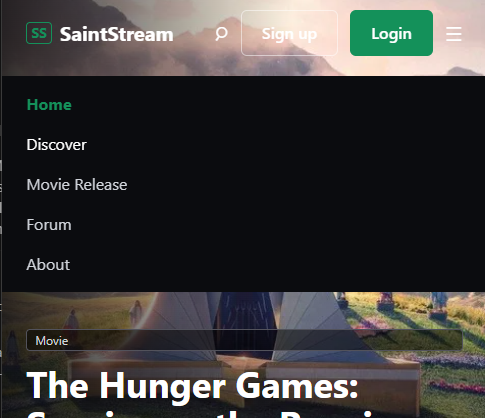 SS SaintStream Sign up Login
Home
Discover
Movie Release
Forum
About
Movie
The Hunger Games: